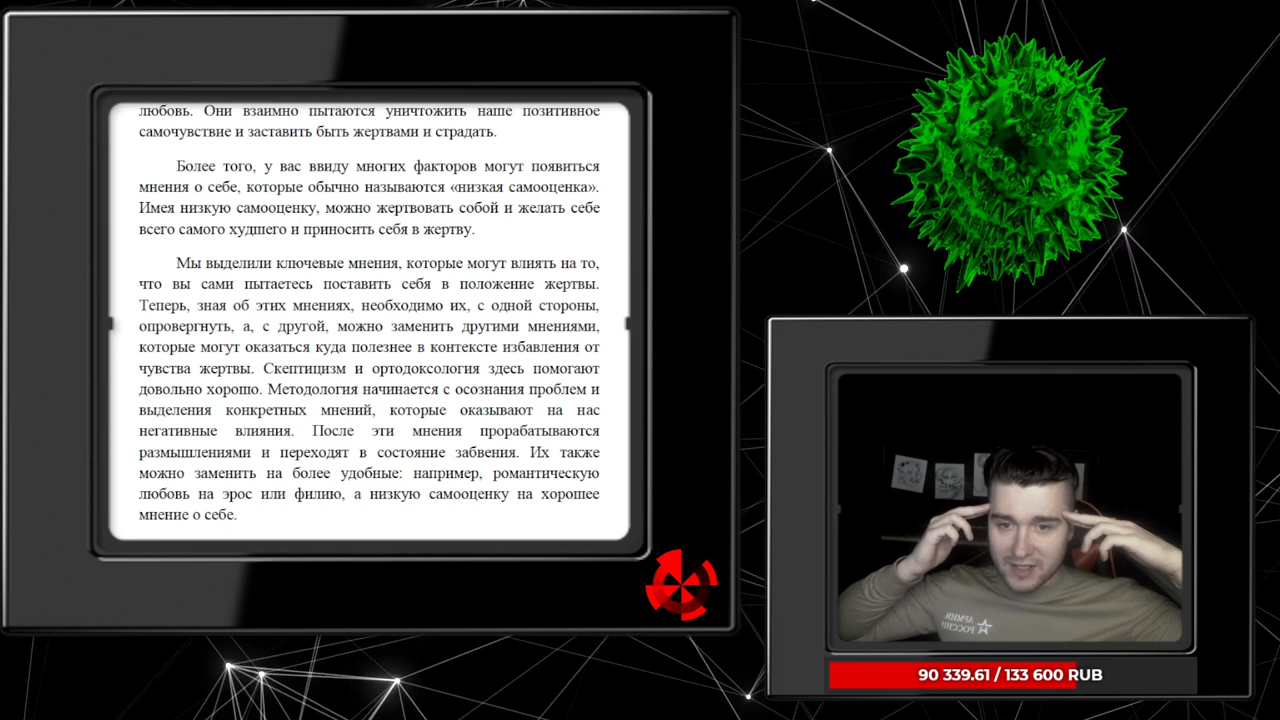 любовь. Они взаимно пытаются уничтожить наше позитивное
самочувствие и заставить быть жертвами и страдать.
Более того, у вас ввиду многих факторов могут появиться
мнения о себе, которые обычно называются «низкая самооценка».
Имея низкую самооценку, можно жертвовать собой и желать себе
всего самого худшего и приносить себя в жертву.
Мы выделили ключевые мнения, которые могут влиять на то,
что вы сами пытаетесь поставить себя в положение жертвы.
Теперь, зная об этих мнениях, необходимо их, с одной стороны,
опровергнуть, а, с другой, можно заменить другими мнениями,
которые могут оказаться куда полезнее в контексте избавления от
чувства жертвы. Скептицизм и ортодоксология здесь помогают
довольно хорошо. Методология начинается с осознания проблем и
выделения конкретных мнений, которые оказывают на нас
негативные влияния. После эти мнения прорабатываются
размышлениями и переходят в состояние забвения. Их также
можно заменить на более удобные: например, романтическую
любовь на эрос или филию, а низкую самооценку на хорошее
мнение о себе.
АРМИЯ
РОССИИ
90 339.61 / 133 600 RUB